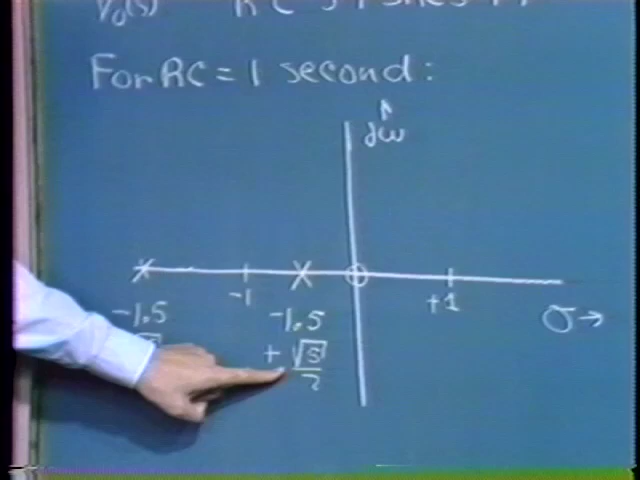 For RC = 1 second :
jω
-1
+1
σ →
-1.5
-1.5
+ √5
2